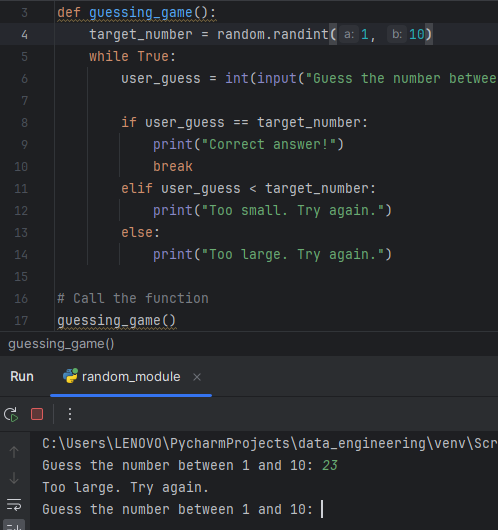 3 def guessing_game():
4 target_number = random.randint( a: 1, b: 10)
5 while True:
6 user_guess = int(input("Guess the number betwee
7
8 if user_guess == target_number:
9 print("Correct answer!")
10 break
11 elif user_guess < target_number:
12 print("Too small. Try again.")
13 else:
14 print("Too large. Try again.")
15
16 # Call the function
17 guessing_game()
guessing_game()
Run random_module ×
C:\Users\LENOVO\PycharmProjects\data_engineering\venv\Scr
Guess the number between 1 and 10: 23
Too large. Try again.
Guess the number between 1 and 10: